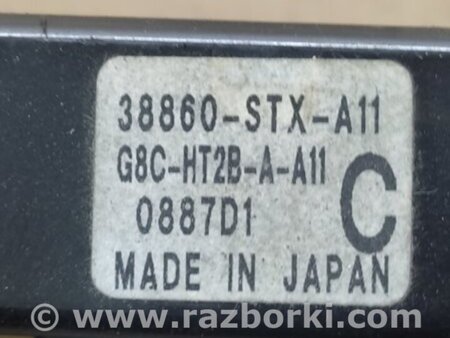 38860-STX-A11
G8C-HT2B-A-A11
0887D1
C
MADE IN JAPAN
© www.razborki.com